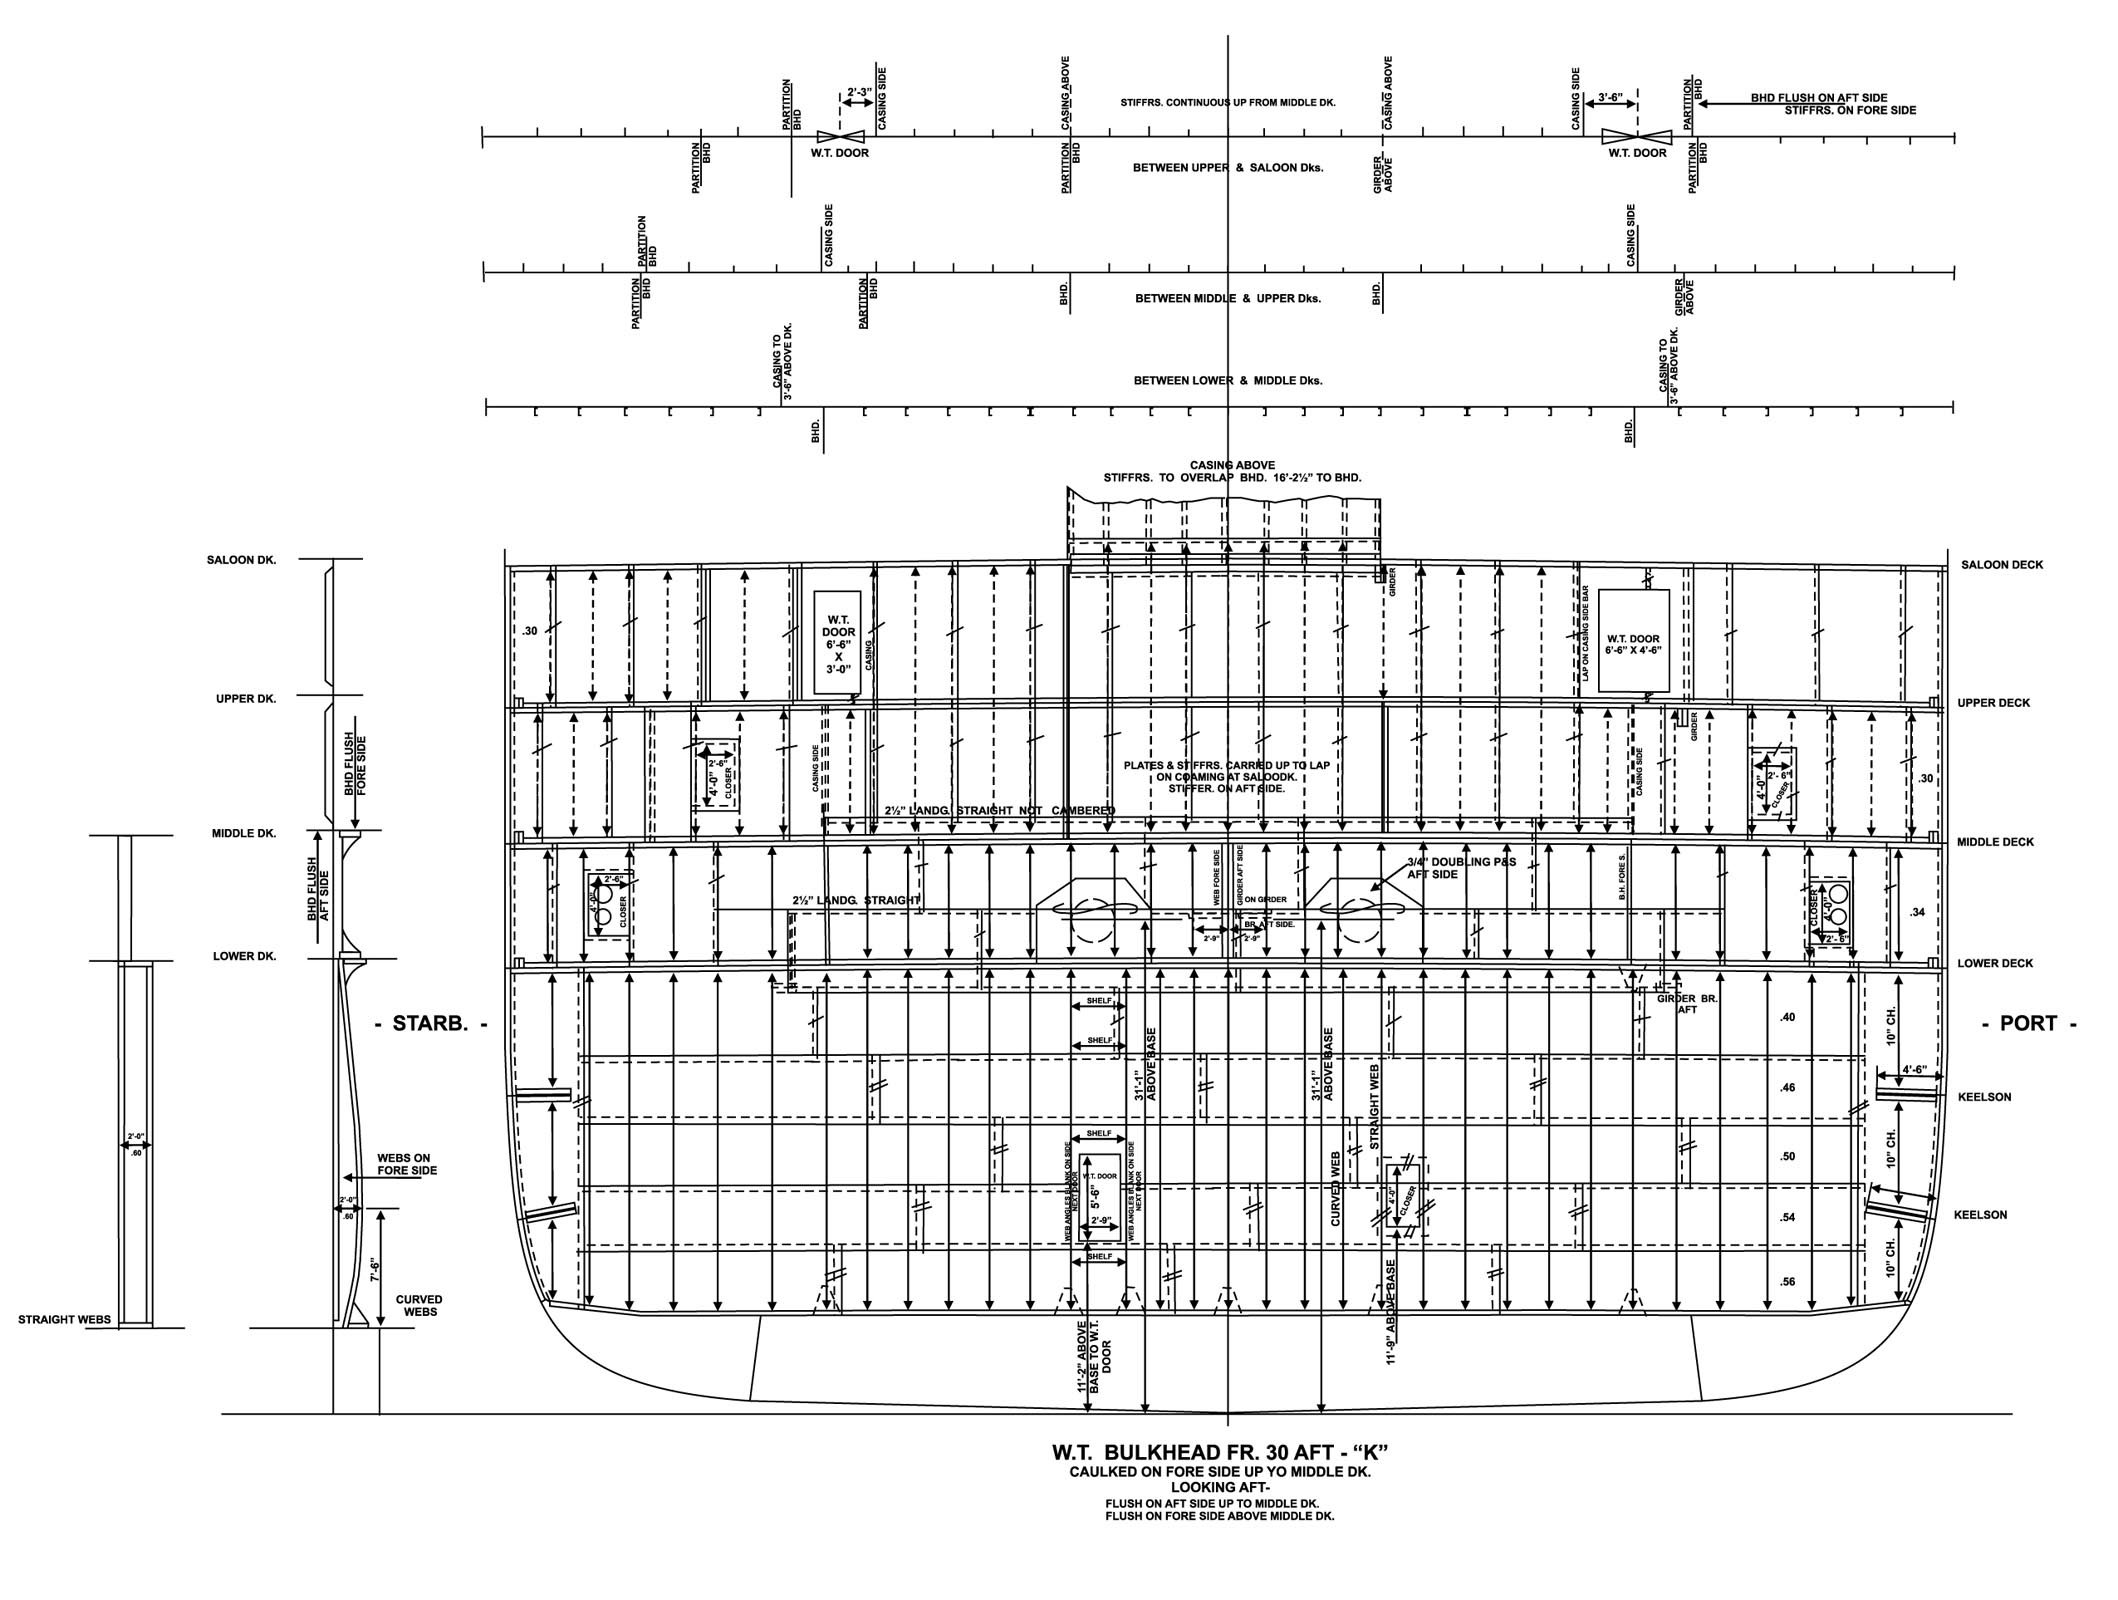 PARTITION
BHD
2'-3"
CASING SIDE
CASING ABOVE
STIFFRS. CONTINUOUS UP FROM MIDDLE DK.
CASING ABOVE
CASING SIDE
3'-6"
PARTITION
BHD
BHD FLUSH ON AFT SIDE
STIFFRS. ON FORE SIDE
PARTITION
BHD
W.T. DOOR
PARTITION
BHD
BETWEEN UPPER & SALOON Dks.
GIRDER
ABOVE
W.T. DOOR
PARTITION
BHD
PARTITION
BHD
CASING SIDE
CASING SIDE
PARTITION
BHD
PARTITION
BHD
BHD.
BETWEEN MIDDLE & UPPER Dks.
BHD.
GIRDER
ABOVE
CASING TO
3'-6" ABOVE DK.
BETWEEN LOWER & MIDDLE Dks.
CASING TO
3'-6" ABOVE DK.
BHD.
BHD.
CASING ABOVE
STIFFRS. TO OVERLAP BHD. 16'-2½" TO BHD.
SALOON DK.
SALOON DECK
.30
W.T.
DOOR
6'-6"
X
3'-0"
CASING
GIRDER
LAP ON CASING SIDE BAR
W.T. DOOR
6'-6" X 4'-6"
UPPER DK.
UPPER DECK
BHD FLUSH
FORE SIDE
2'-6"
4'-0"
CLOSER
CASING SIDE
PLATES & STIFFRS. CARRIED UP TO LAP
ON COAMING AT SALOODK.
STIFFER. ON AFT SIDE.
CASING SIDE
GIRDER
2'- 6"
4'-0"
CLOSER
.30
2½" LANDG. STRAIGHT NOT CAMBERED
MIDDLE DK.
MIDDLE DECK
BHD FLUSH
AFT SIDE
2'-6"
4'-0"
CLOSER
2½" LANDG. STRAIGHT
WEB FORE SIDE
GIRDER AFT SIDE
ON GIRDER
BR. AFT SIDE.
2'-9"
2'-9"
3/4" DOUBLING P&S
AFT SIDE
B.H. FORE S.
CLOSER
4'-0"
2'- 6"
.34
LOWER DK.
LOWER DECK
- STARB. -
- PORT -
SHELF
SHELF
31'-1"
ABOVE BASE
31'-1"
ABOVE BASE
GIRDER BR.
AFT
.40
10" CH.
4'-6"
.46
KEELSON
STRAIGHT WEB
2'-0"
.60
WEBS ON
FORE SIDE
2'-0"
.60
SHELF
WEB ANGLES BLANK ON SIDE
NEXT DOOR
W.T. DOOR
5'-6"
2'-9"
WEB ANGLES BLANK ON SIDE
NEXT DOOR
CURVED WEB
4'-0"
CLOSER
.50
10" CH.
.54
KEELSON
SHELF
.56
10" CH.
7'-6"
CURVED
WEBS
STRAIGHT WEBS
11'-2" ABOVE
BASE TO W.T.
DOOR
11'-9" ABOVE BASE
W.T. BULKHEAD FR. 30 AFT - "K"
CAULKED ON FORE SIDE UP YO MIDDLE DK.
LOOKING AFT-
FLUSH ON AFT SIDE UP TO MIDDLE DK.
FLUSH ON FORE SIDE ABOVE MIDDLE DK.